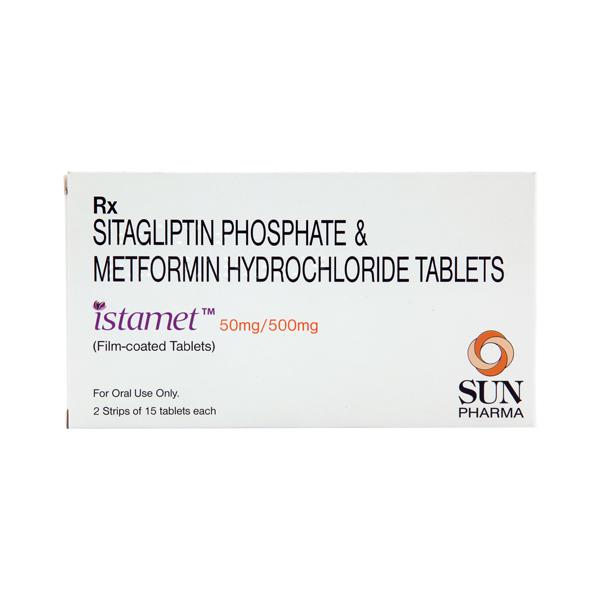 Rx
SITAGLIPTIN PHOSPHATE &
METFORMIN HYDROCHLORIDE TABLETS
istamet™ 50mg/500mg
(Film-coated Tablets)
For Oral Use Only.
2 Strips of 15 tablets each
SUN
PHARMA